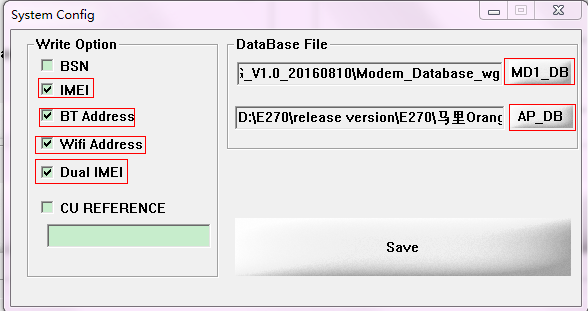 System Config
Write Option
BSN
IMEI
BT Address
Wifi Address
Dual IMEI
CU REFERENCE
DataBase File
_V1.0_20160810\Modem_Database_wg
MD1_DB
D:\E270\release version\E270\马里Orang
AP_DB
Save